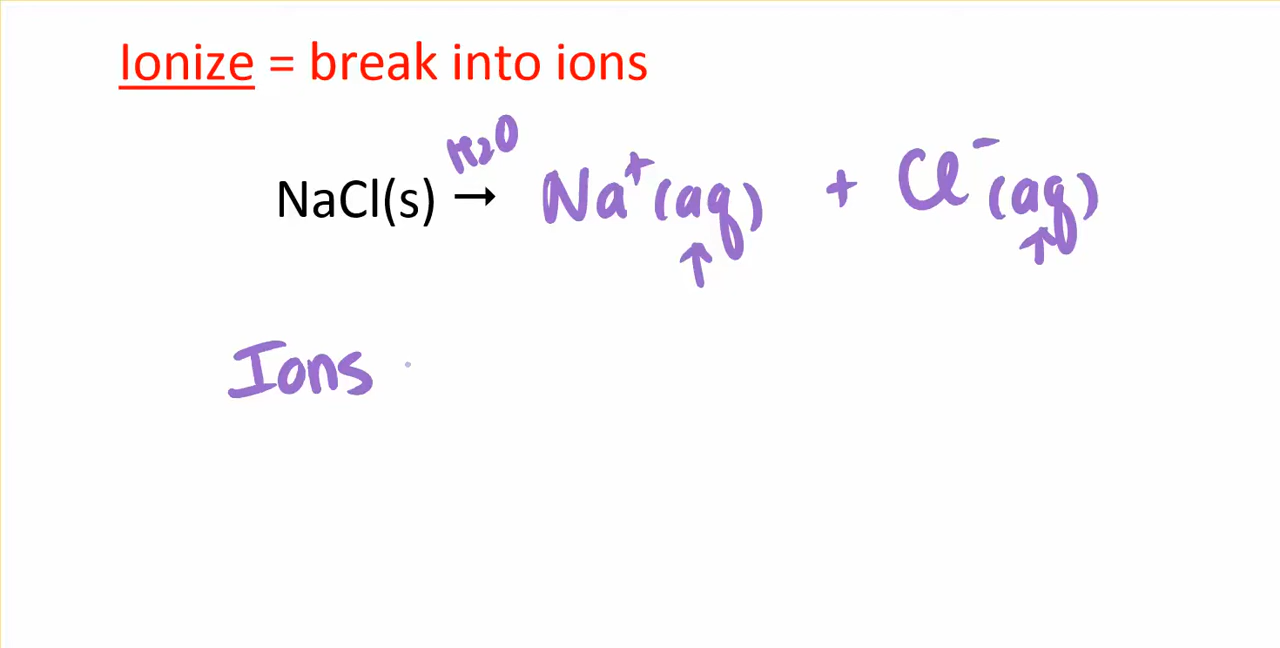 Ionize = break into ions
H2O
NaCl(s) → Na⁺(aq) + Cl⁻(aq)
↑ ↑
Ions